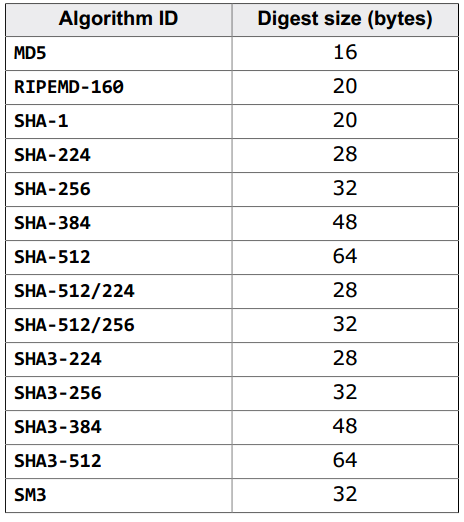 Algorithm ID Digest size (bytes)
MD5 16
RIPEMD-160 20
SHA-1 20
SHA-224 28
SHA-256 32
SHA-384 48
SHA-512 64
SHA-512/224 28
SHA-512/256 32
SHA3-224 28
SHA3-256 32
SHA3-384 48
SHA3-512 64
SM3 32